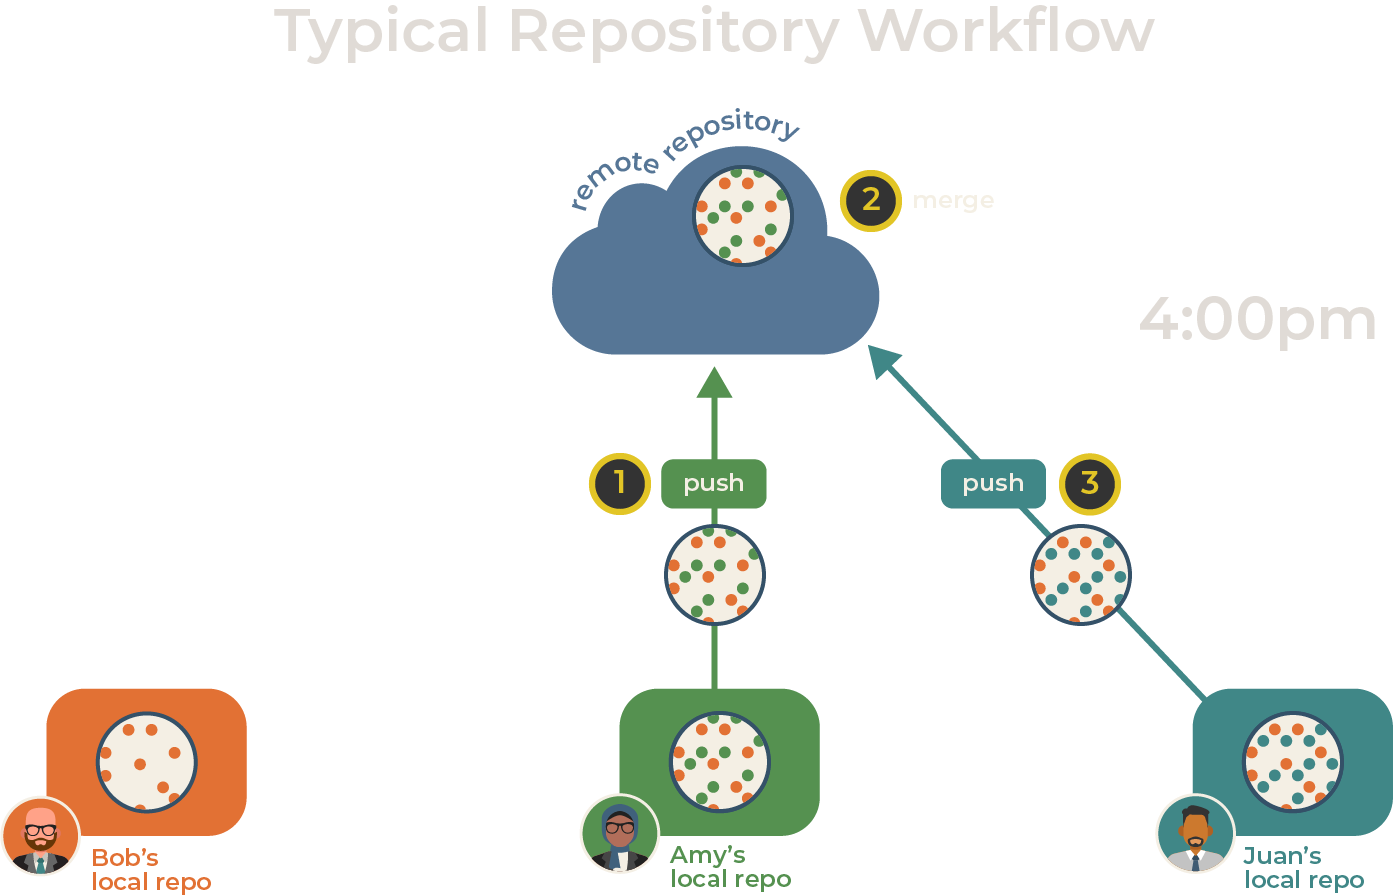 Typical Repository Workflow
remote repository
2
merge
4:00pm
1
push
push
3
Bob's
local repo
Amy's
local repo
Juan's
local repo